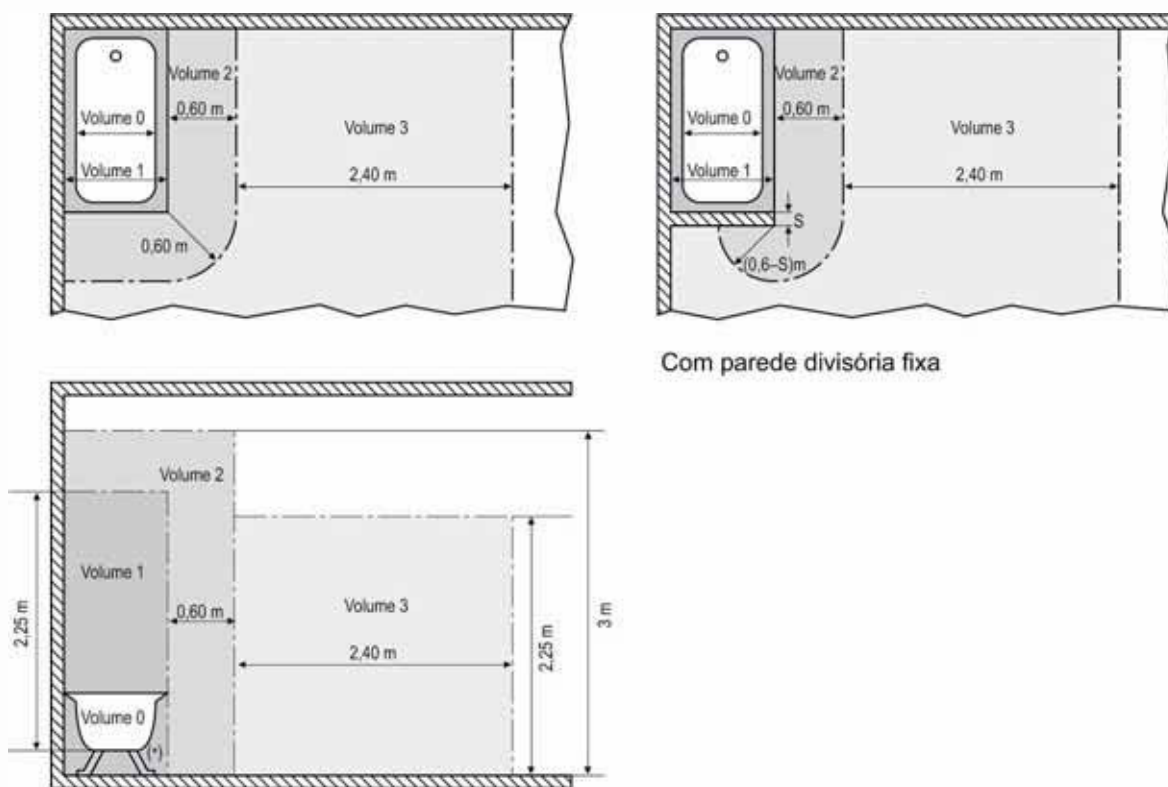 Volume 2
0,60 m
Volume 0
Volume 1
Volume 3
2,40 m
0,60 m
Volume 2
0,60 m
Volume 0
Volume 1
Volume 3
2,40 m
S
(0,6–S)m
Com parede divisória fixa
Volume 2
Volume 1
2,25 m
0,60 m
Volume 3
2,40 m
2,25 m
3 m
Volume 0
(*)